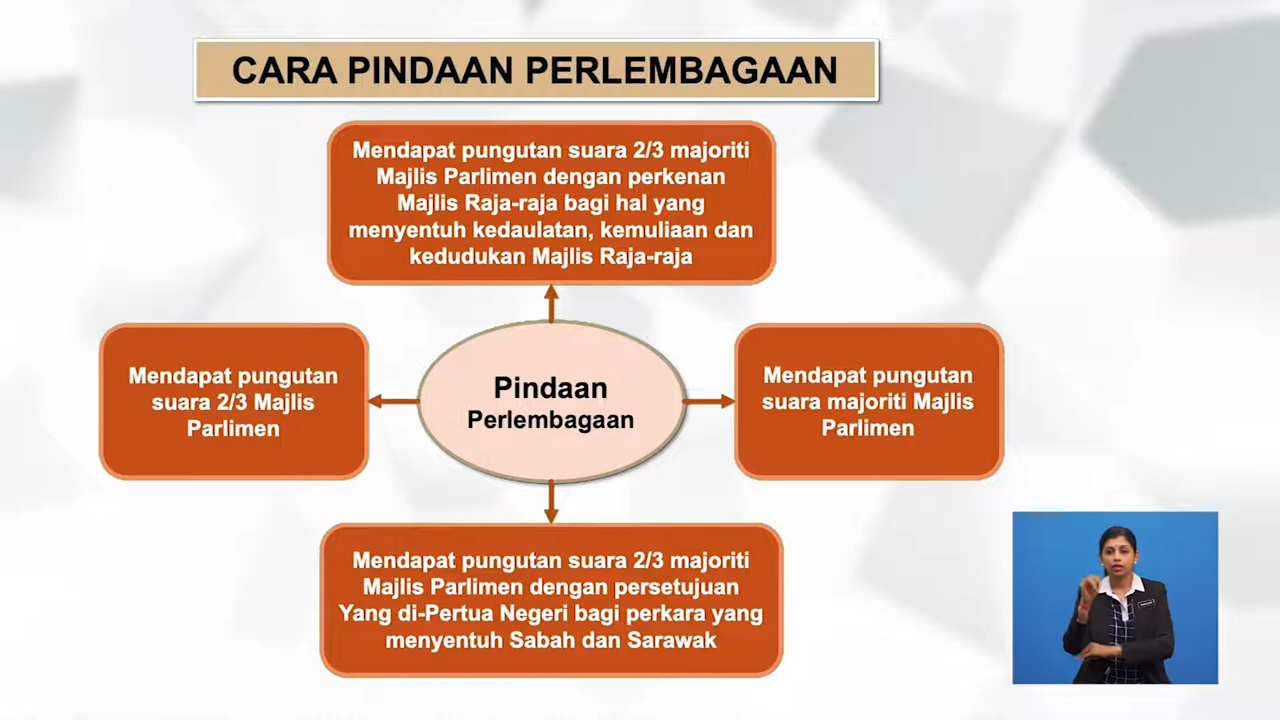 CARA PINDAAN PERLEMBAGAAN
Mendapat pungutan suara 2/3 majoriti
Majlis Parlimen dengan perkenan
Majlis Raja-raja bagi hal yang
menyentuh kedaulatan, kemuliaan dan
kedudukan Majlis Raja-raja
Mendapat pungutan
suara 2/3 Majlis
Parlimen
Pindaan
Perlembagaan
Mendapat pungutan
suara majoriti Majlis
Parlimen
Mendapat pungutan suara 2/3 majoriti
Majlis Parlimen dengan persetujuan
Yang di-Pertua Negeri bagi perkara yang
menyentuh Sabah dan Sarawak